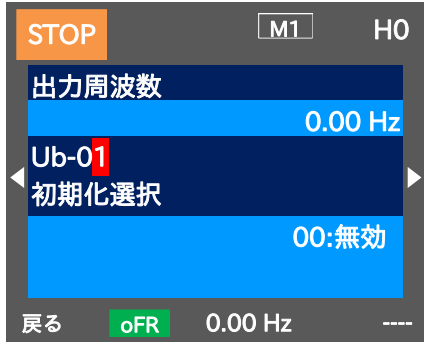 STOP M1 H0
出力周波数
0.00 Hz
Ub-01
初期化選択
00:無効
戻る oFR 0.00 Hz ----